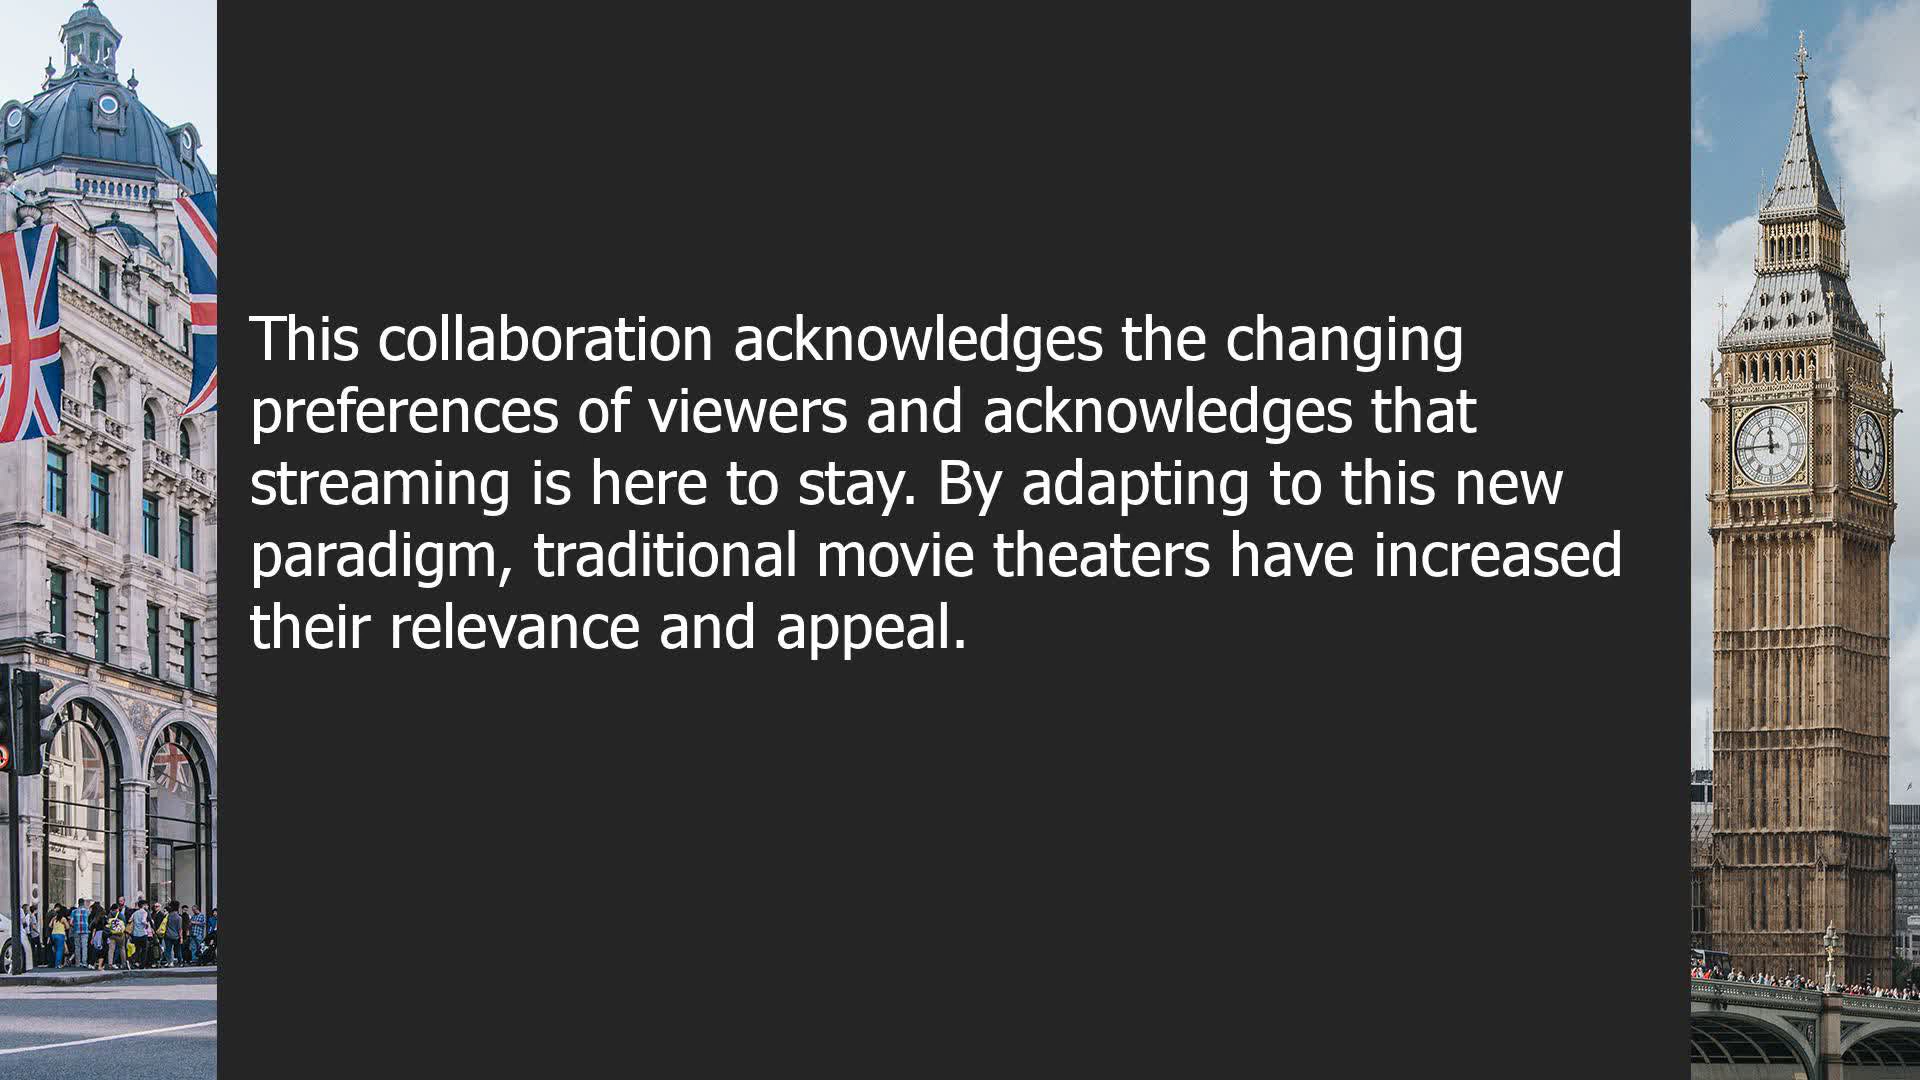 This collaboration acknowledges the changing
preferences of viewers and acknowledges that
streaming is here to stay. By adapting to this new
paradigm, traditional movie theaters have increased
their relevance and appeal.